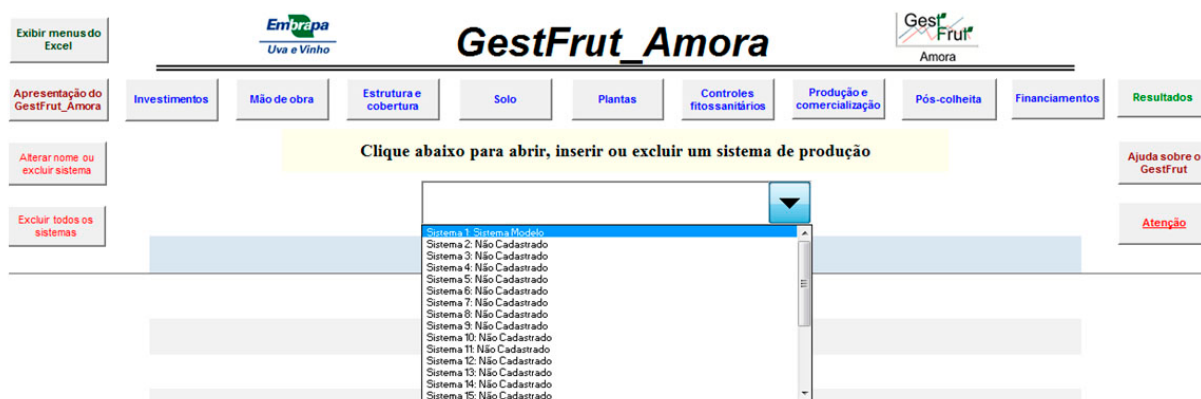 Exibir menus do
Excel
Embrapa
Uva e Vinho
GestFrut_Amora
Gest
Frut
Amora
Apresentação do
GestFrut_Amora
Investimentos
Mão de obra
Estrutura e
cobertura
Solo
Plantas
Controles
fitossanitários
Produção e
comercialização
Pós-colheita
Financiamentos
Resultados
Alterar nome ou
excluir sistema
Clique abaixo para abrir, inserir ou excluir um sistema de produção
Ajuda sobre o
GestFrut
Excluir todos os
sistemas
Atenção
Sistema 1: Sistema Modelo
Sistema 2: Não Cadastrado
Sistema 3: Não Cadastrado
Sistema 4: Não Cadastrado
Sistema 5: Não Cadastrado
Sistema 6: Não Cadastrado
Sistema 7: Não Cadastrado
Sistema 8: Não Cadastrado
Sistema 9: Não Cadastrado
Sistema 10: Não Cadastrado
Sistema 11: Não Cadastrado
Sistema 12: Não Cadastrado
Sistema 13: Não Cadastrado
Sistema 14: Não Cadastrado
Sistema 15: Não Cadastrado